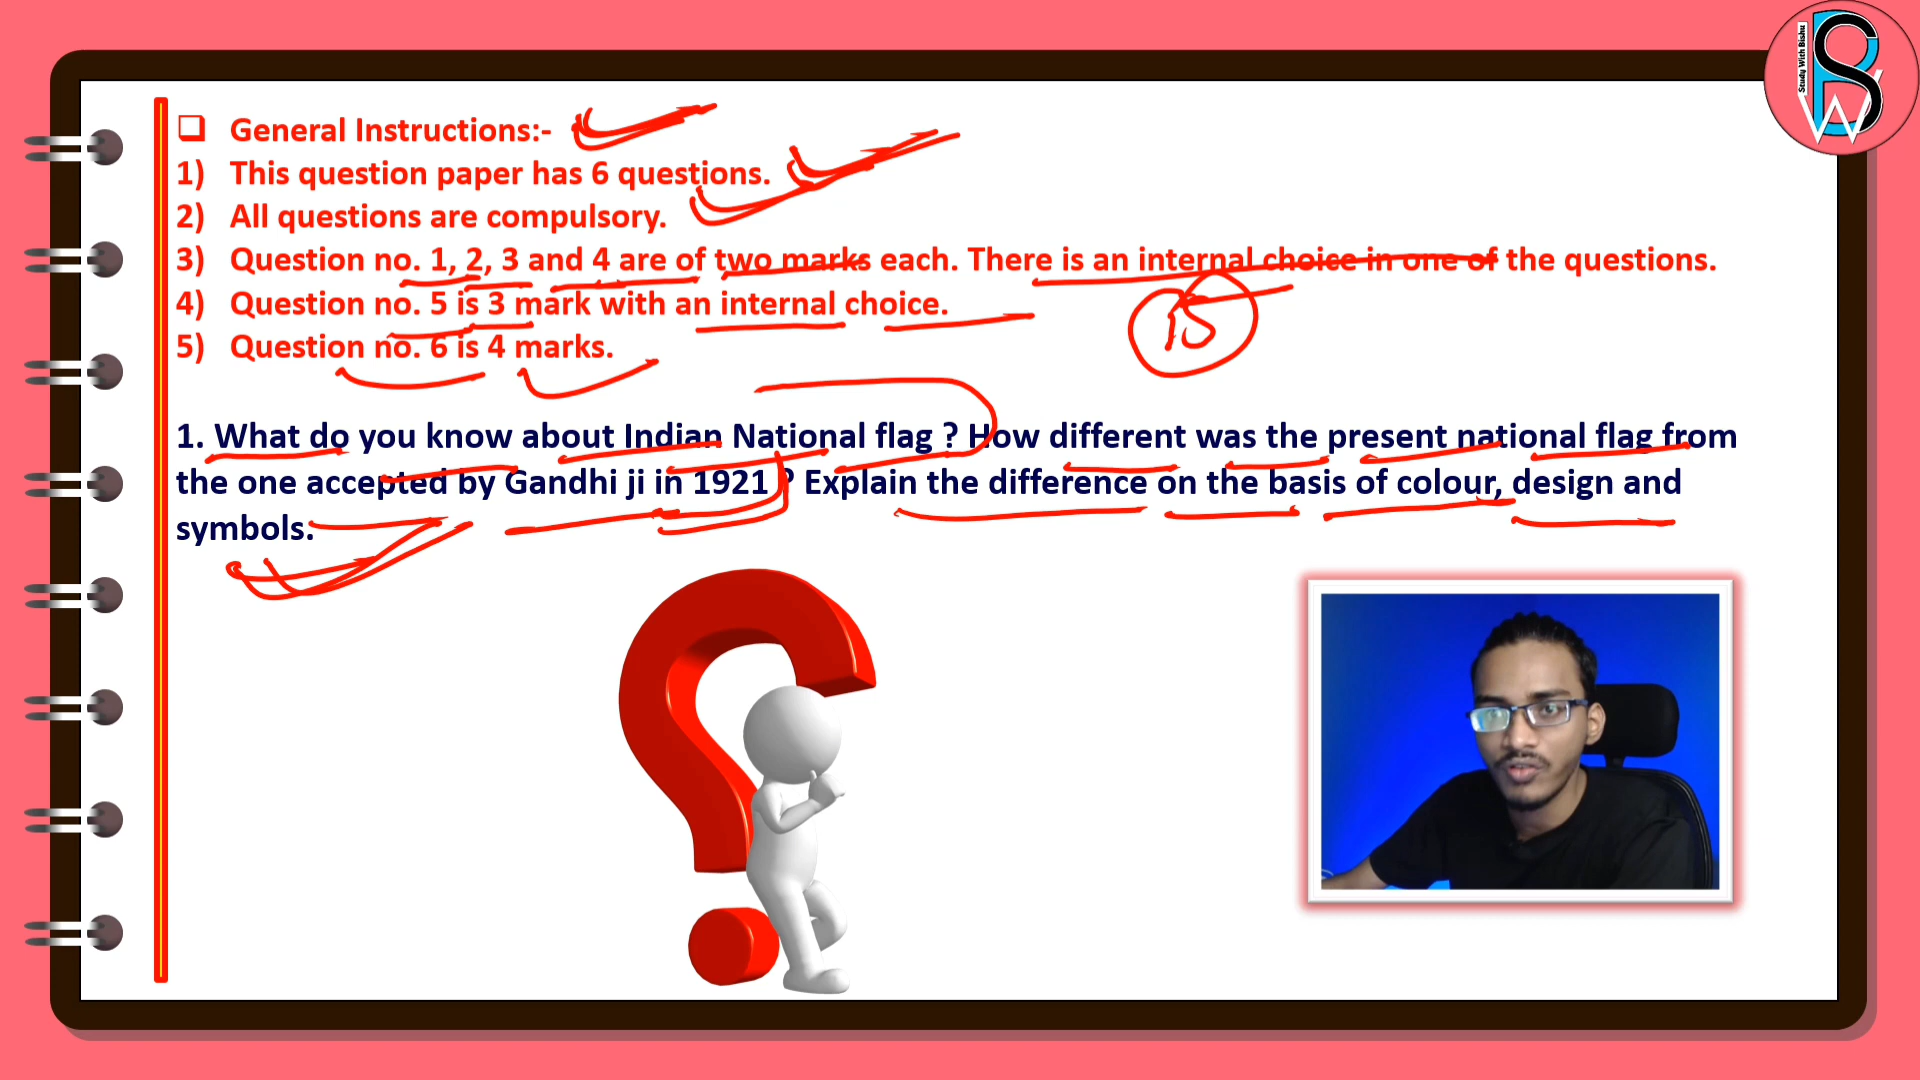 Study With Bishu
BSW
General Instructions:-
1) This question paper has 6 questions.
2) All questions are compulsory.
3) Question no. 1, 2, 3 and 4 are of two marks each. There is an internal choice in one of the questions.
4) Question no. 5 is 3 mark with an internal choice.
15
5) Question no. 6 is 4 marks.
1. What do you know about Indian National flag ? How different was the present national flag from
the one accepted by Gandhi ji in 1921 ? Explain the difference on the basis of colour, design and
symbols.